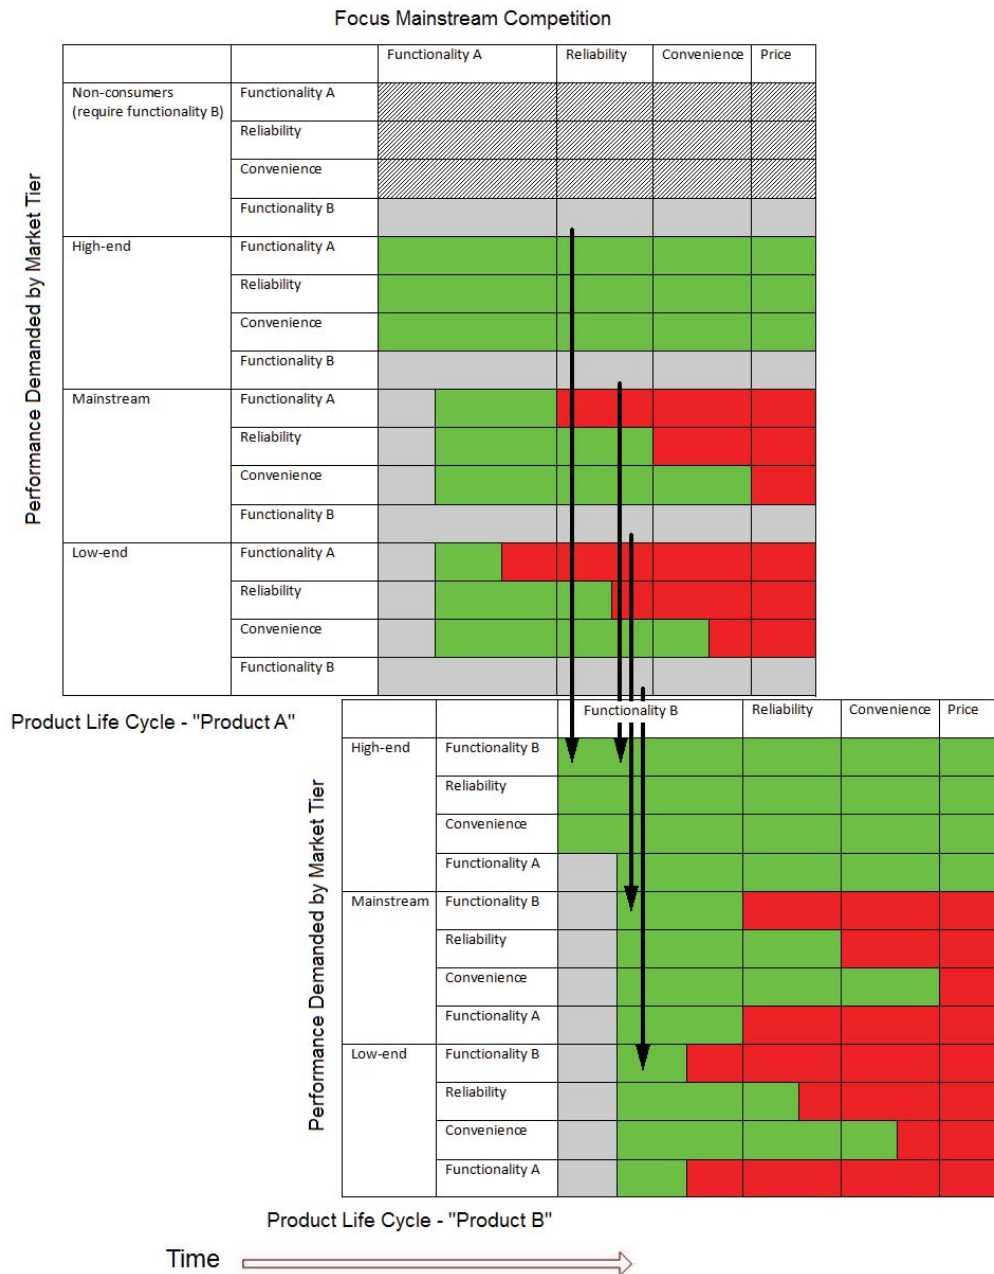 Focus Mainstream Competition
Functionality A Reliability Convenience Price
Non-consumers Functionality A
(require functionality B)
Reliability
Convenience
Functionality B
High-end Functionality A
Reliability
Convenience
Functionality B
Mainstream Functionality A
Reliability
Convenience
Functionality B
Low-end Functionality A
Reliability
Convenience
Functionality B
Performance Demanded by Market Tier
Product Life Cycle - "Product A"
Functionality B Reliability Convenience Price
High-end Functionality B
Reliability
Convenience
Functionality A
Mainstream Functionality B
Reliability
Convenience
Functionality A
Low-end Functionality B
Reliability
Convenience
Functionality A
Performance Demanded by Market Tier
Product Life Cycle - "Product B"
Time